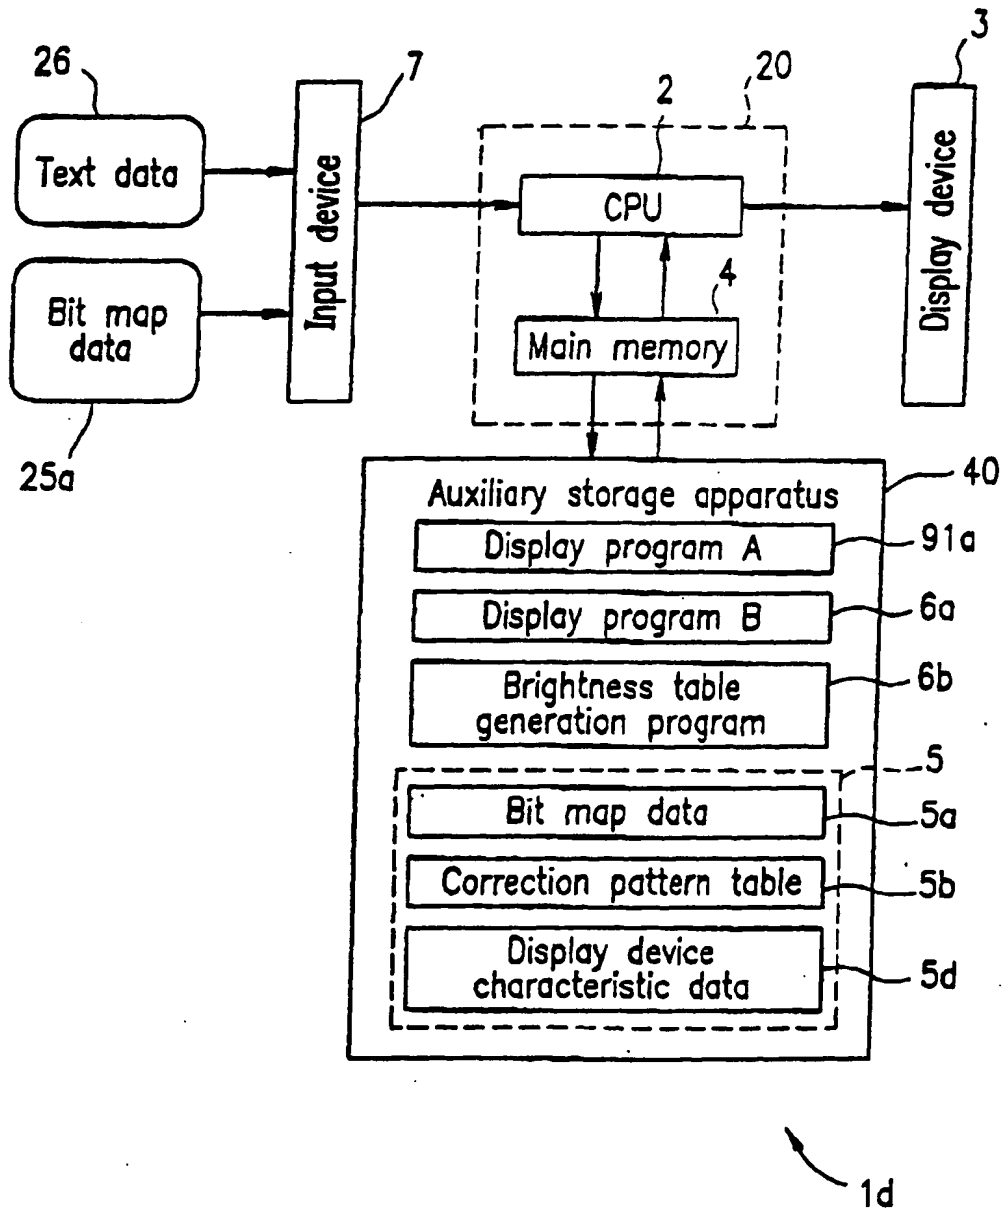 3
26
7
2
20
Text data
Input device
CPU
Display device
Bit map
data
4
Main memory
25a
40
Auxiliary storage apparatus
Display program A
91a
Display program B
6a
Brightness table
generation program
6b
5
Bit map data
5a
Correction pattern table
5b
Display device
characteristic data
5d
1d